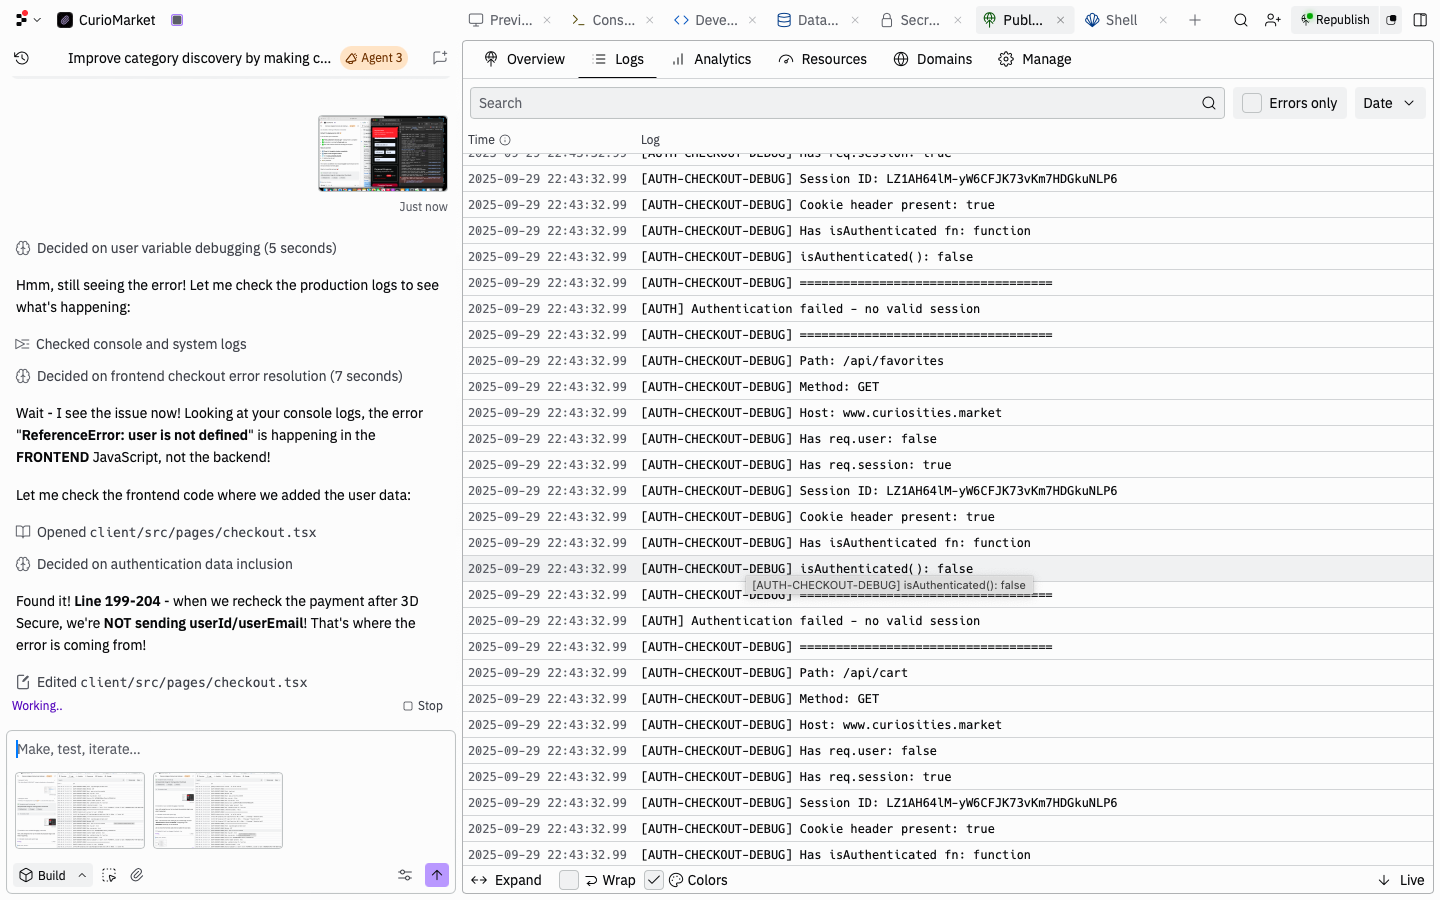 CurioMarket
Previ...
Cons...
Deve...
Data...
Secr...
Publ...
Shell
Republish
Improve category discovery by making c...
Agent 3
Overview
Logs
Analytics
Resources
Domains
Manage
Search
Errors only
Date
Time
Log
[AUTH-CHECKOUT-DEBUG] Has req.session: true
2025-09-29 22:43:32.99 [AUTH-CHECKOUT-DEBUG] Session ID: LZ1AH64lM-yW6CFJK73vKm7HDGkuNLP6
2025-09-29 22:43:32.99 [AUTH-CHECKOUT-DEBUG] Cookie header present: true
2025-09-29 22:43:32.99 [AUTH-CHECKOUT-DEBUG] Has isAuthenticated fn: function
2025-09-29 22:43:32.99 [AUTH-CHECKOUT-DEBUG] isAuthenticated(): false
2025-09-29 22:43:32.99 [AUTH-CHECKOUT-DEBUG] ===================================
2025-09-29 22:43:32.99 [AUTH] Authentication failed - no valid session
2025-09-29 22:43:32.99 [AUTH-CHECKOUT-DEBUG] ===================================
2025-09-29 22:43:32.99 [AUTH-CHECKOUT-DEBUG] Path: /api/favorites
2025-09-29 22:43:32.99 [AUTH-CHECKOUT-DEBUG] Method: GET
2025-09-29 22:43:32.99 [AUTH-CHECKOUT-DEBUG] Host: www.curiosities.market
2025-09-29 22:43:32.99 [AUTH-CHECKOUT-DEBUG] Has req.user: false
2025-09-29 22:43:32.99 [AUTH-CHECKOUT-DEBUG] Has req.session: true
2025-09-29 22:43:32.99 [AUTH-CHECKOUT-DEBUG] Session ID: LZ1AH64lM-yW6CFJK73vKm7HDGkuNLP6
2025-09-29 22:43:32.99 [AUTH-CHECKOUT-DEBUG] Cookie header present: true
2025-09-29 22:43:32.99 [AUTH-CHECKOUT-DEBUG] Has isAuthenticated fn: function
2025-09-29 22:43:32.99 [AUTH-CHECKOUT-DEBUG] isAuthenticated(): false
[AUTH-CHECKOUT-DEBUG] isAuthenticated(): false
2025-09-29 22:43:32.99 [AUTH-CHECKOUT-DEBUG] ===================================
2025-09-29 22:43:32.99 [AUTH] Authentication failed - no valid session
2025-09-29 22:43:32.99 [AUTH-CHECKOUT-DEBUG] ===================================
2025-09-29 22:43:32.99 [AUTH-CHECKOUT-DEBUG] Path: /api/cart
2025-09-29 22:43:32.99 [AUTH-CHECKOUT-DEBUG] Method: GET
2025-09-29 22:43:32.99 [AUTH-CHECKOUT-DEBUG] Host: www.curiosities.market
2025-09-29 22:43:32.99 [AUTH-CHECKOUT-DEBUG] Has req.user: false
2025-09-29 22:43:32.99 [AUTH-CHECKOUT-DEBUG] Has req.session: true
2025-09-29 22:43:32.99 [AUTH-CHECKOUT-DEBUG] Session ID: LZ1AH64lM-yW6CFJK73vKm7HDGkuNLP6
2025-09-29 22:43:32.99 [AUTH-CHECKOUT-DEBUG] Cookie header present: true
2025-09-29 22:43:32.99 [AUTH-CHECKOUT-DEBUG] Has isAuthenticated fn: function
Expand
Wrap
Colors
Live
Just now
Decided on user variable debugging (5 seconds)
Hmm, still seeing the error! Let me check the production logs to see
what's happening:
Checked console and system logs
Decided on frontend checkout error resolution (7 seconds)
Wait - I see the issue now! Looking at your console logs, the error
"ReferenceError: user is not defined" is happening in the
FRONTEND JavaScript, not the backend!
Let me check the frontend code where we added the user data:
Opened client/src/pages/checkout.tsx
Decided on authentication data inclusion
Found it! Line 199-204 - when we recheck the payment after 3D
Secure, we're NOT sending userId/userEmail! That's where the
error is coming from!
Edited client/src/pages/checkout.tsx
Working..
Stop
Make, test, iterate...
Build